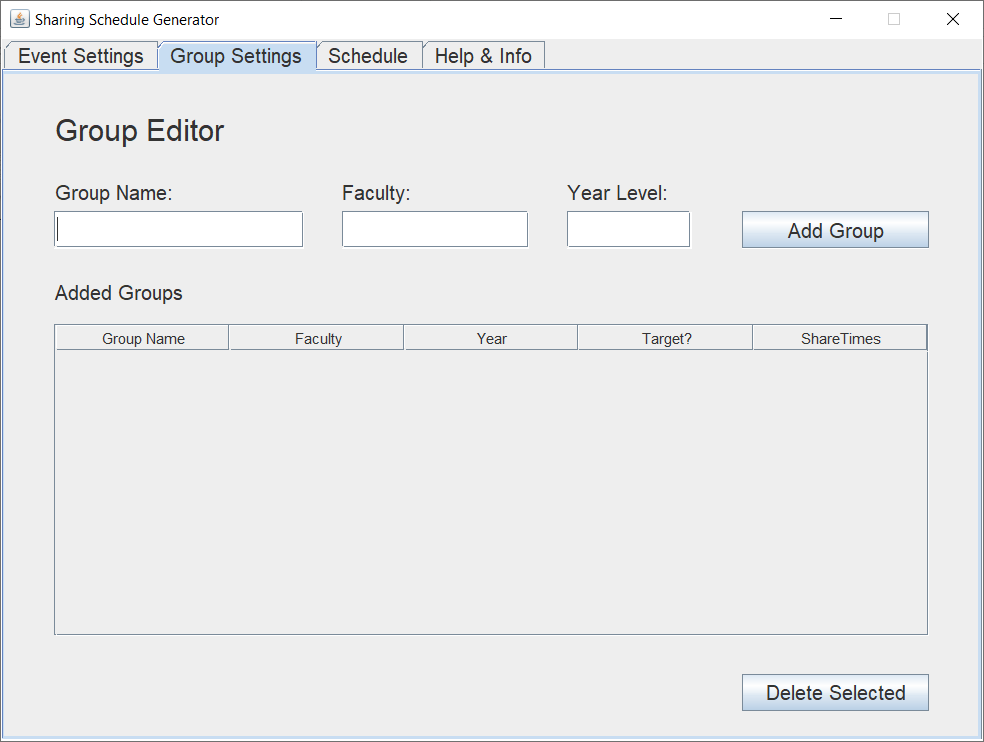 Sharing Schedule Generator
Event Settings Group Settings Schedule Help & Info
Group Editor
Group Name: Faculty: Year Level:
Add Group
Added Groups
Group Name Faculty Year Target? ShareTimes
Delete Selected